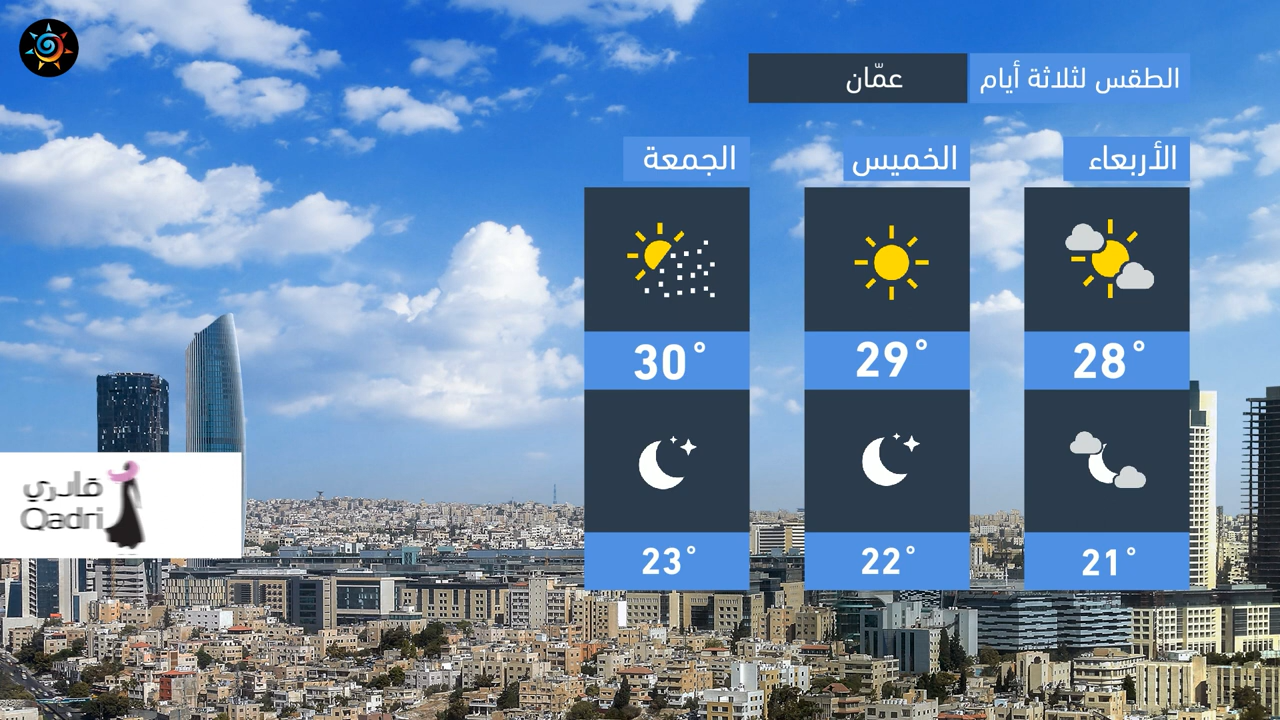 الطقس لثلاثة أيام
عمّان
الأربعاء
الخميس
الجمعة
28°
29°
30°
21°
22°
23°
قادري
Qadri